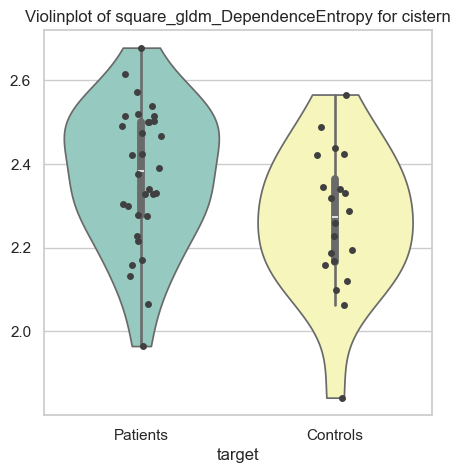 Violinplot of square_gldm_DependenceEntropy for cistern
2.6
2.4
2.2
2.0
Patients Controls
target